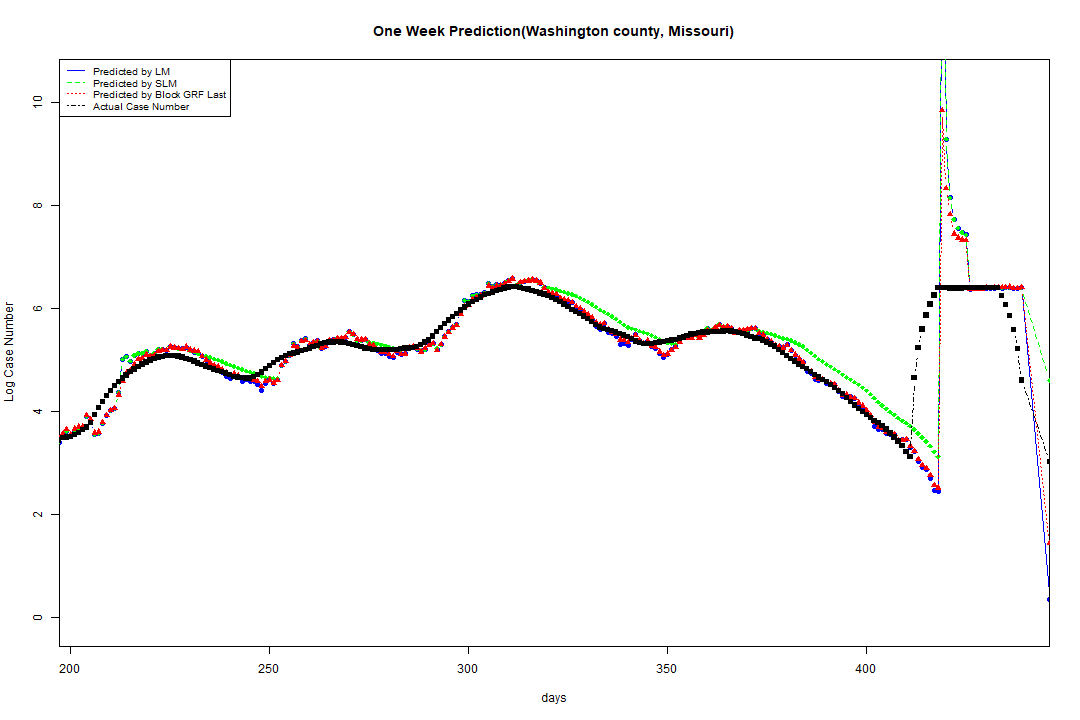 One Week Prediction(Washington county, Missouri)
Predicted by LM
Predicted by SLM
Predicted by Block GRF Last
Actual Case Number
10
8
6
4
2
0
Log Case Number
200 250 300 350 400
days